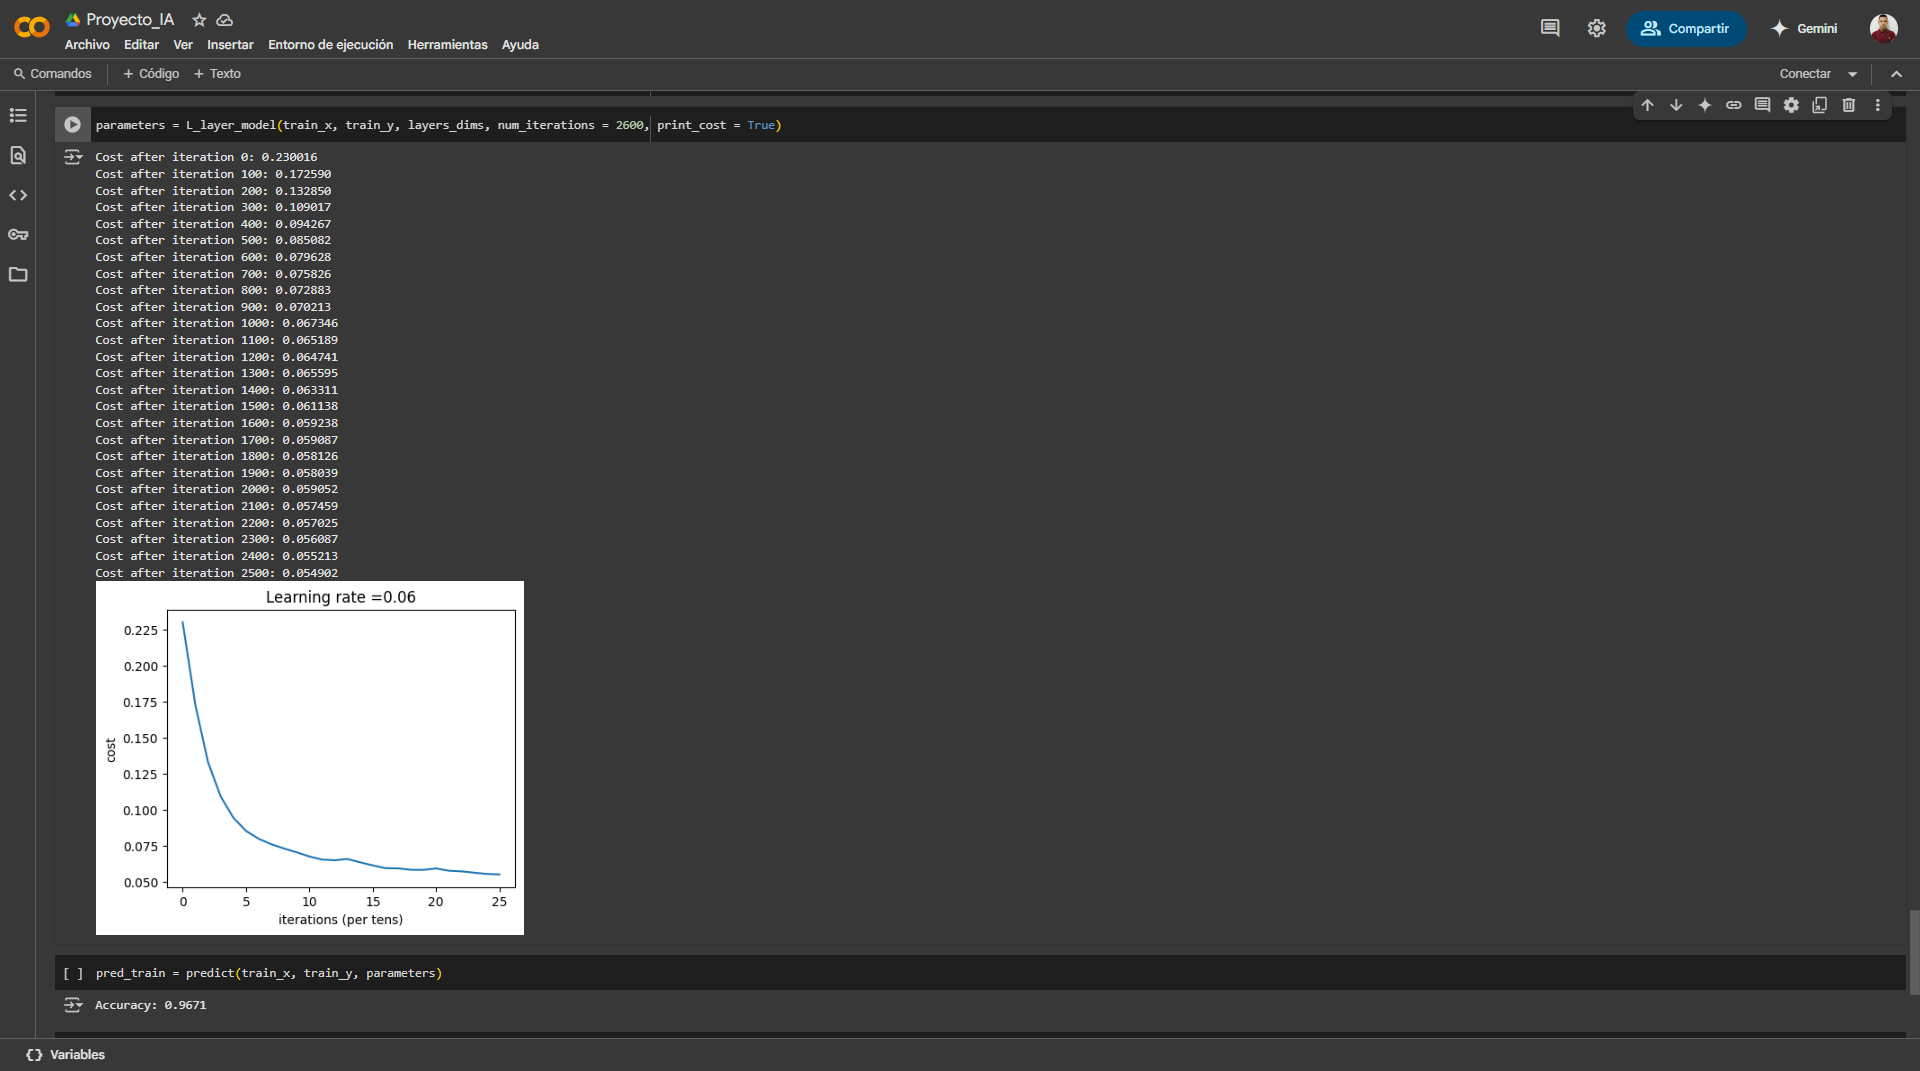 Proyecto_IA
Archivo Editar Ver Insertar Entorno de ejecución Herramientas Ayuda
Compartir
Gemini
Comandos + Código + Texto
Conectar
parameters = L_layer_model(train_x, train_y, layers_dims, num_iterations = 2600, print_cost = True)
Cost after iteration 0: 0.230016
Cost after iteration 100: 0.172590
Cost after iteration 200: 0.132850
Cost after iteration 300: 0.109017
Cost after iteration 400: 0.094267
Cost after iteration 500: 0.085082
Cost after iteration 600: 0.079628
Cost after iteration 700: 0.075826
Cost after iteration 800: 0.072883
Cost after iteration 900: 0.070213
Cost after iteration 1000: 0.067346
Cost after iteration 1100: 0.065189
Cost after iteration 1200: 0.064741
Cost after iteration 1300: 0.065595
Cost after iteration 1400: 0.063311
Cost after iteration 1500: 0.061138
Cost after iteration 1600: 0.059238
Cost after iteration 1700: 0.059087
Cost after iteration 1800: 0.058126
Cost after iteration 1900: 0.058039
Cost after iteration 2000: 0.059052
Cost after iteration 2100: 0.057459
Cost after iteration 2200: 0.057025
Cost after iteration 2300: 0.056087
Cost after iteration 2400: 0.055213
Cost after iteration 2500: 0.054902
Learning rate =0.06
0.225
0.200
0.175
0.150
0.125
0.100
0.075
0.050
cost
0 5 10 15 20 25
iterations (per tens)
[ ] pred_train = predict(train_x, train_y, parameters)
Accuracy: 0.9671
Variables